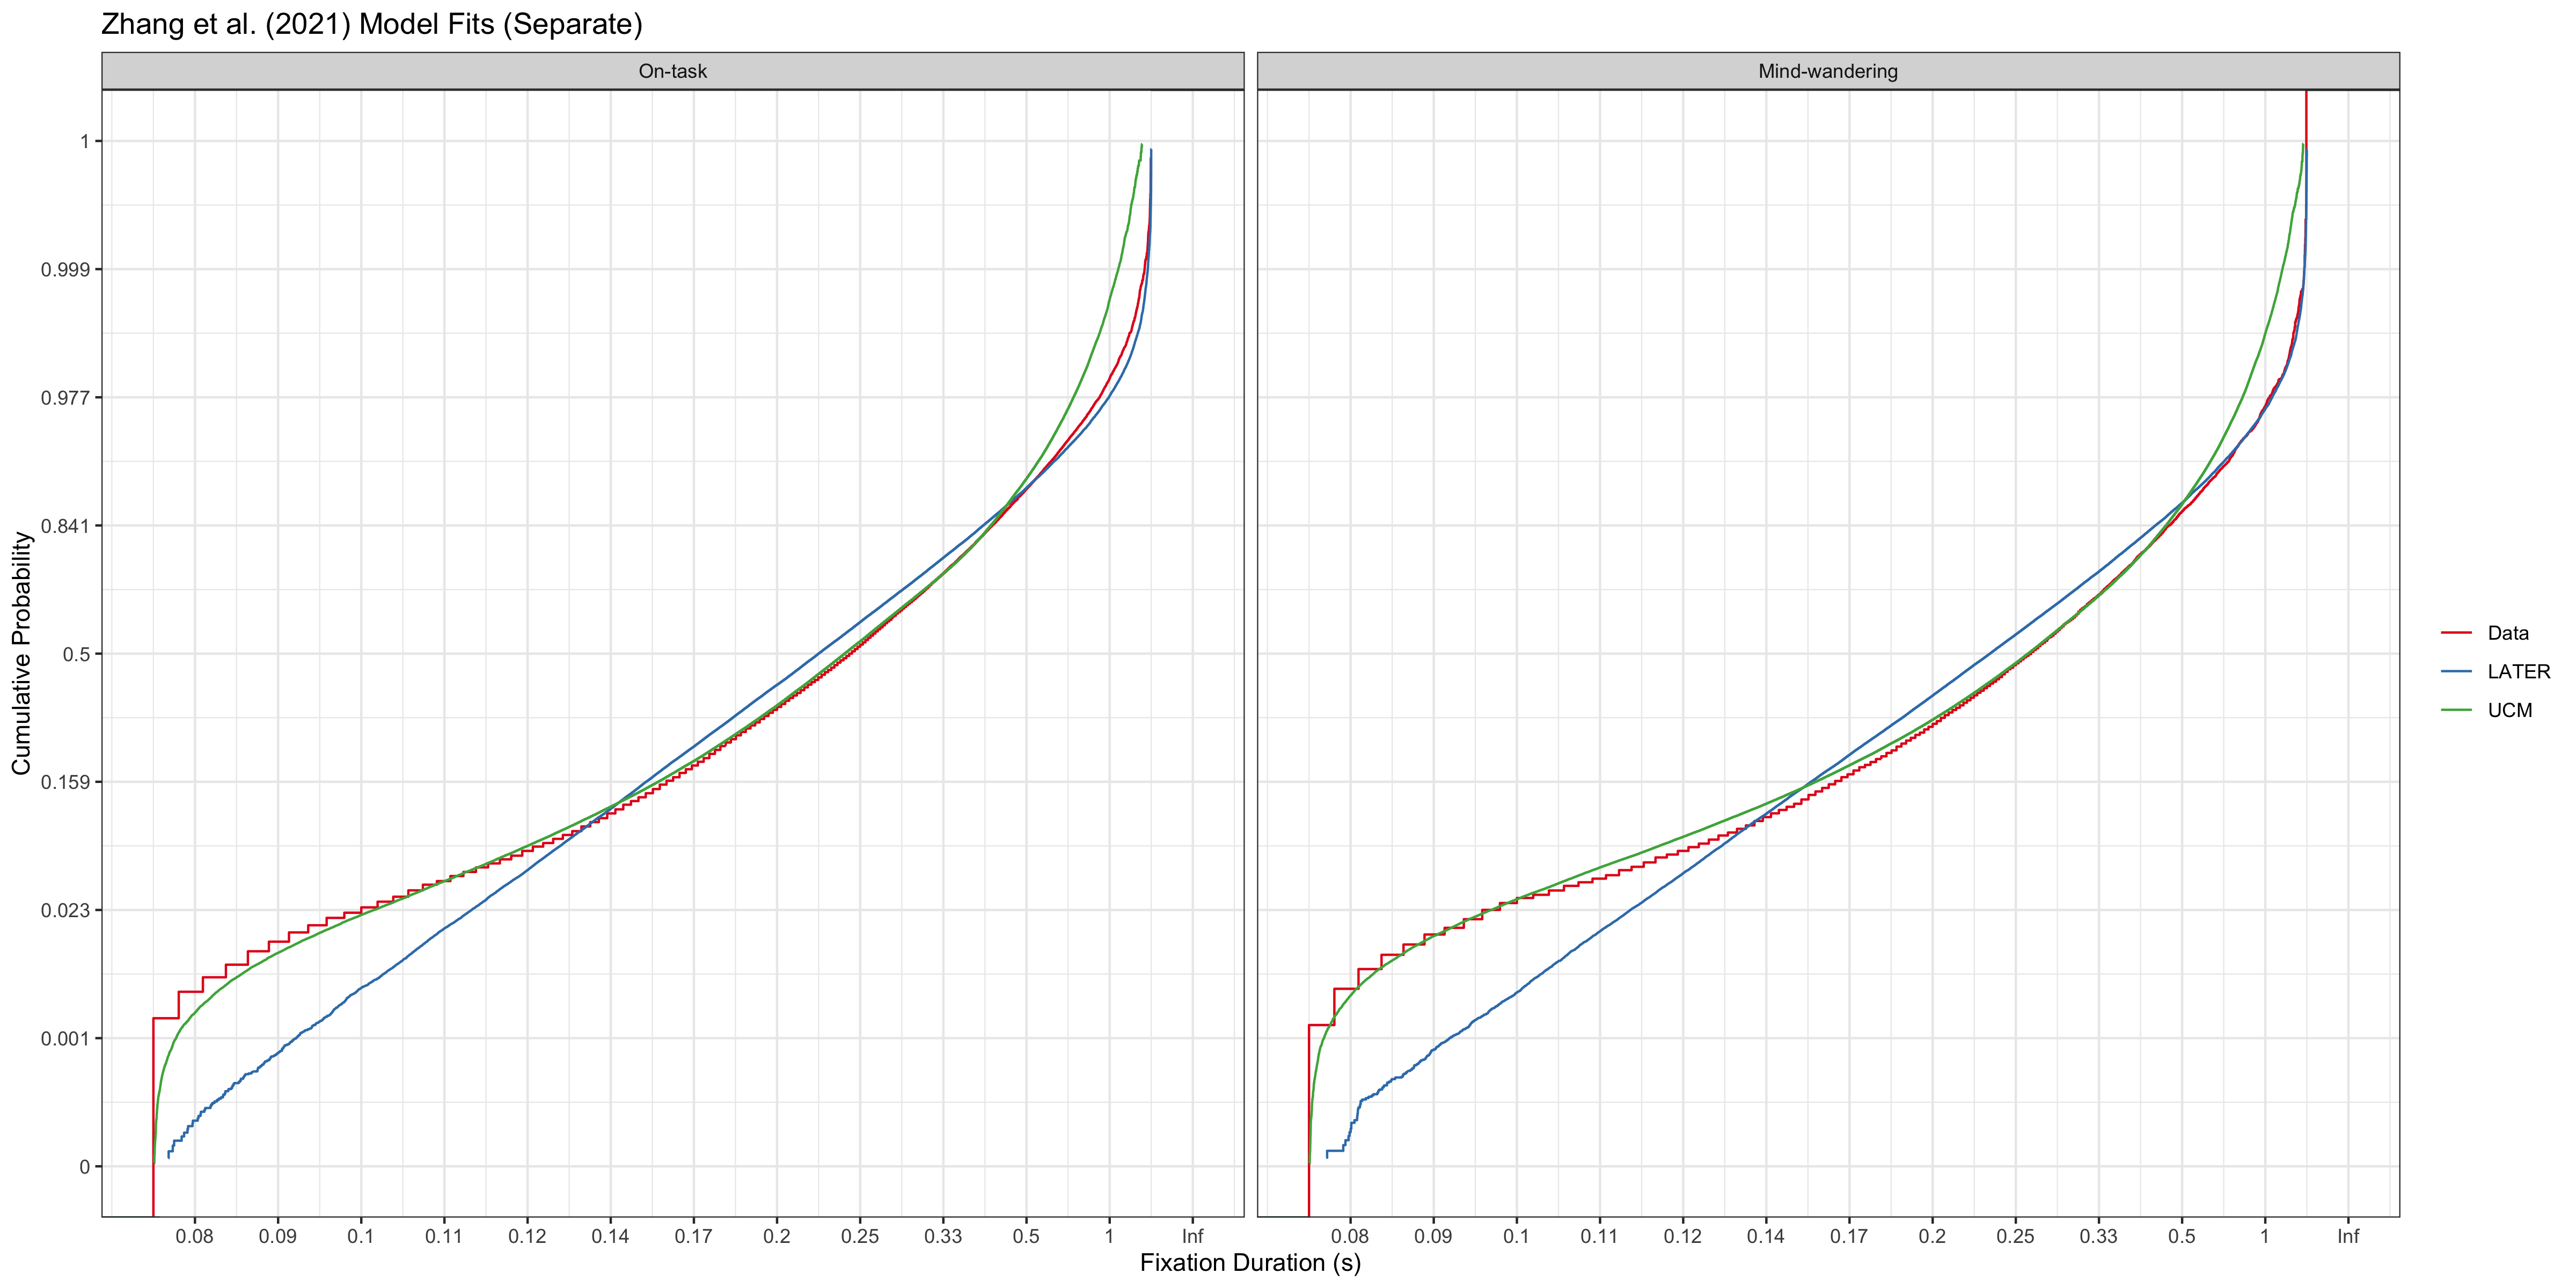 Zhang et al. (2021) Model Fits (Separate)
On-task
Mind-wandering
Cumulative Probability
1
0.999
0.977
0.841
0.5
0.159
0.023
0.001
0
0.08 0.09 0.1 0.11 0.12 0.14 0.17 0.2 0.25 0.33 0.5 1 Inf
0.08 0.09 0.1 0.11 0.12 0.14 0.17 0.2 0.25 0.33 0.5 1 Inf
Fixation Duration (s)
Data
LATER
UCM